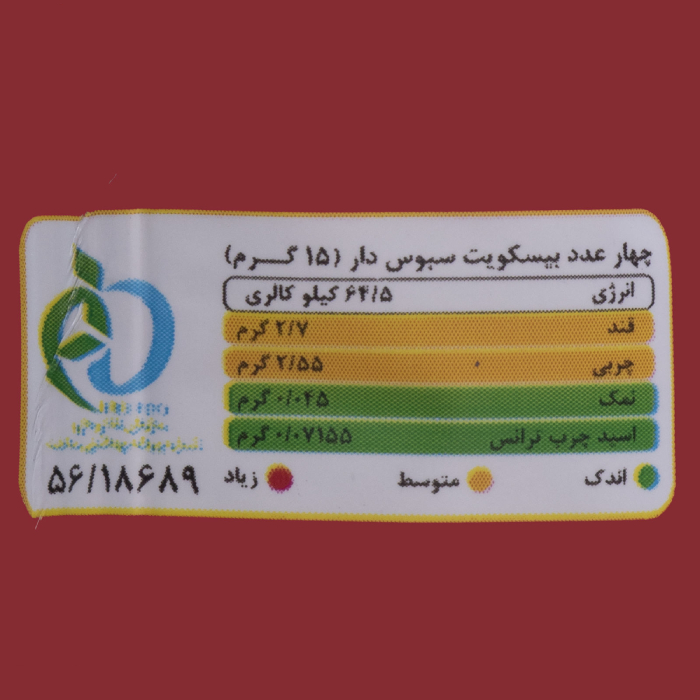 چهار عدد بیسکویت سبوس دار (۱۵ گرم)
انرژی ۶۴/۵ کیلو کالری
قند ۲/۷ گرم
چربی ۲/۵۵ گرم
نمک ۰/۰۴۵ گرم
اسید چرب ترانس ۰/۰۷۱۵۵ گرم
اندک متوسط زیاد
۵۶/۱۸۶۸۹